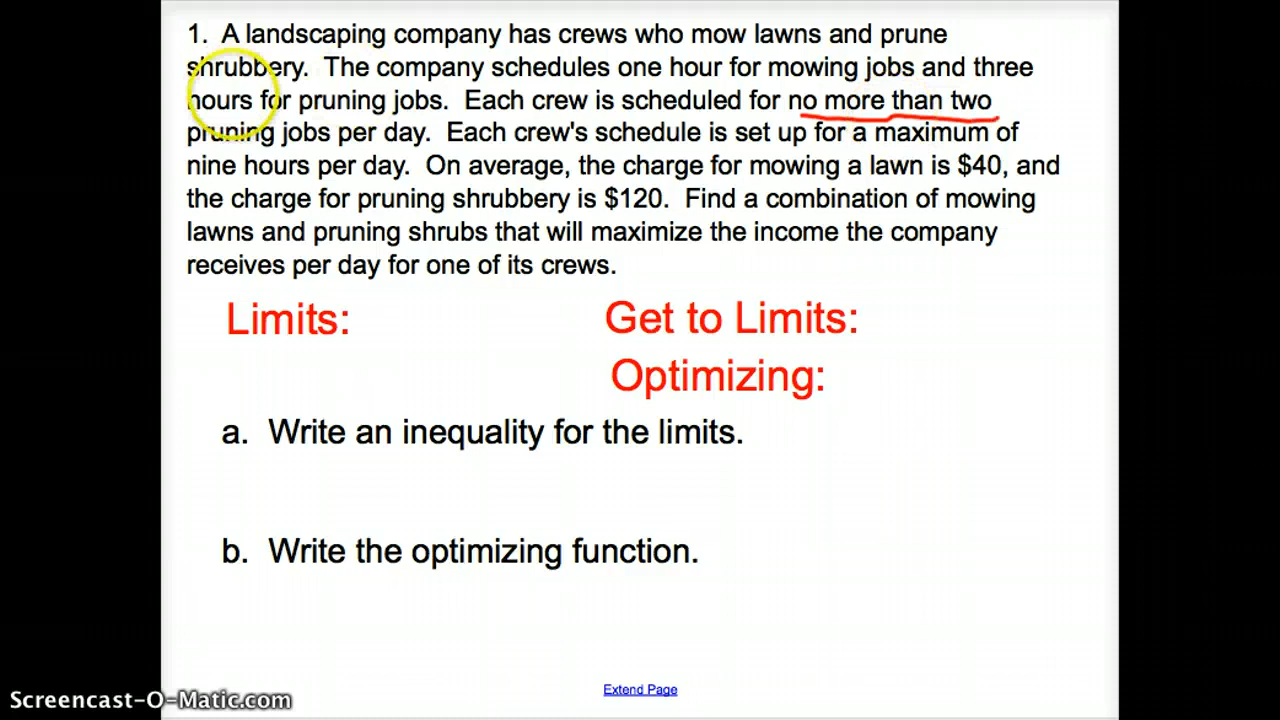 1. A landscaping company has crews who mow lawns and prune
shrubbery. The company schedules one hour for mowing jobs and three
hours for pruning jobs. Each crew is scheduled for no more than two
pruning jobs per day. Each crew's schedule is set up for a maximum of
nine hours per day. On average, the charge for mowing a lawn is $40, and
the charge for pruning shrubbery is $120. Find a combination of mowing
lawns and pruning shrubs that will maximize the income the company
receives per day for one of its crews.
Limits:
Get to Limits:
Optimizing:
a. Write an inequality for the limits.
b. Write the optimizing function.
Extend Page
Screencast-O-Matic.com